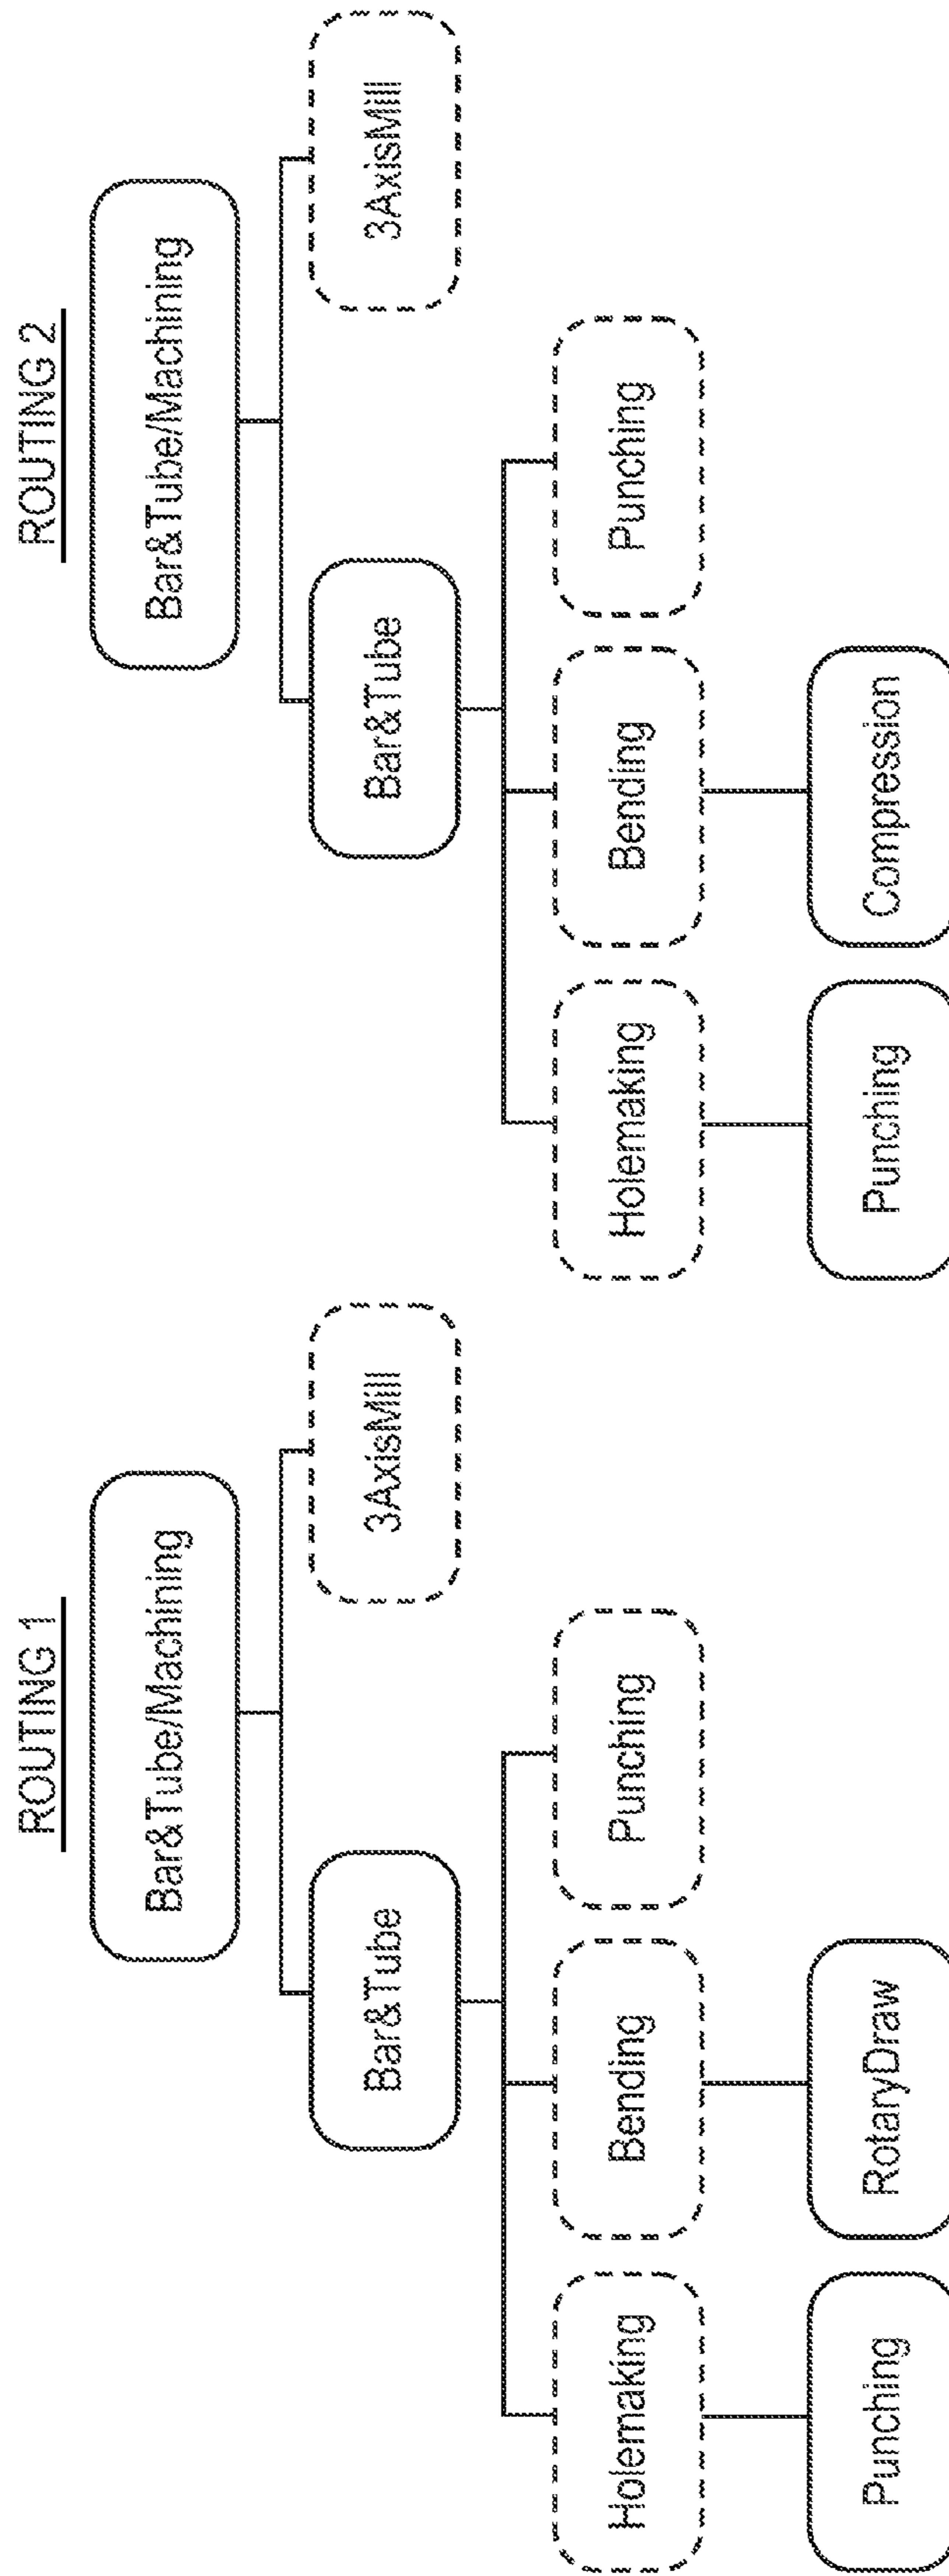 ROUTING 1
Bar&Tube/Machining
Bar&Tube
3AxisMill
Holemaking
Bending
Punching
Punching
RotaryDraw
ROUTING 2
Bar&Tube/Machining
Bar&Tube
3AxisMill
Holemaking
Bending
Punching
Punching
Compression